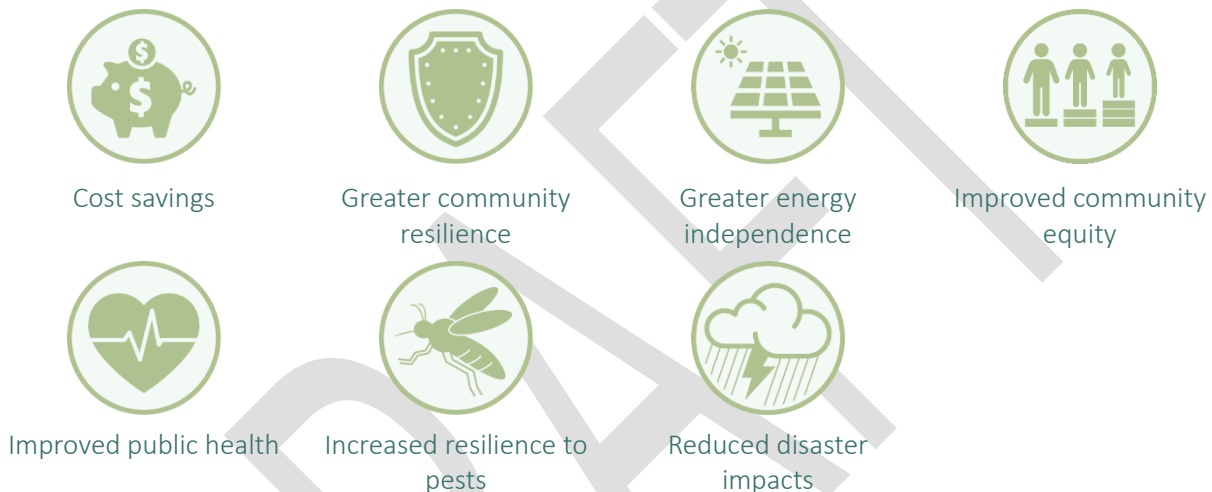 $
$
Cost savings
Greater community
resilience
Greater energy
independence
Improved community
equity
Improved public health
Increased resilience to
pests
Reduced disaster
impacts
DRAFT